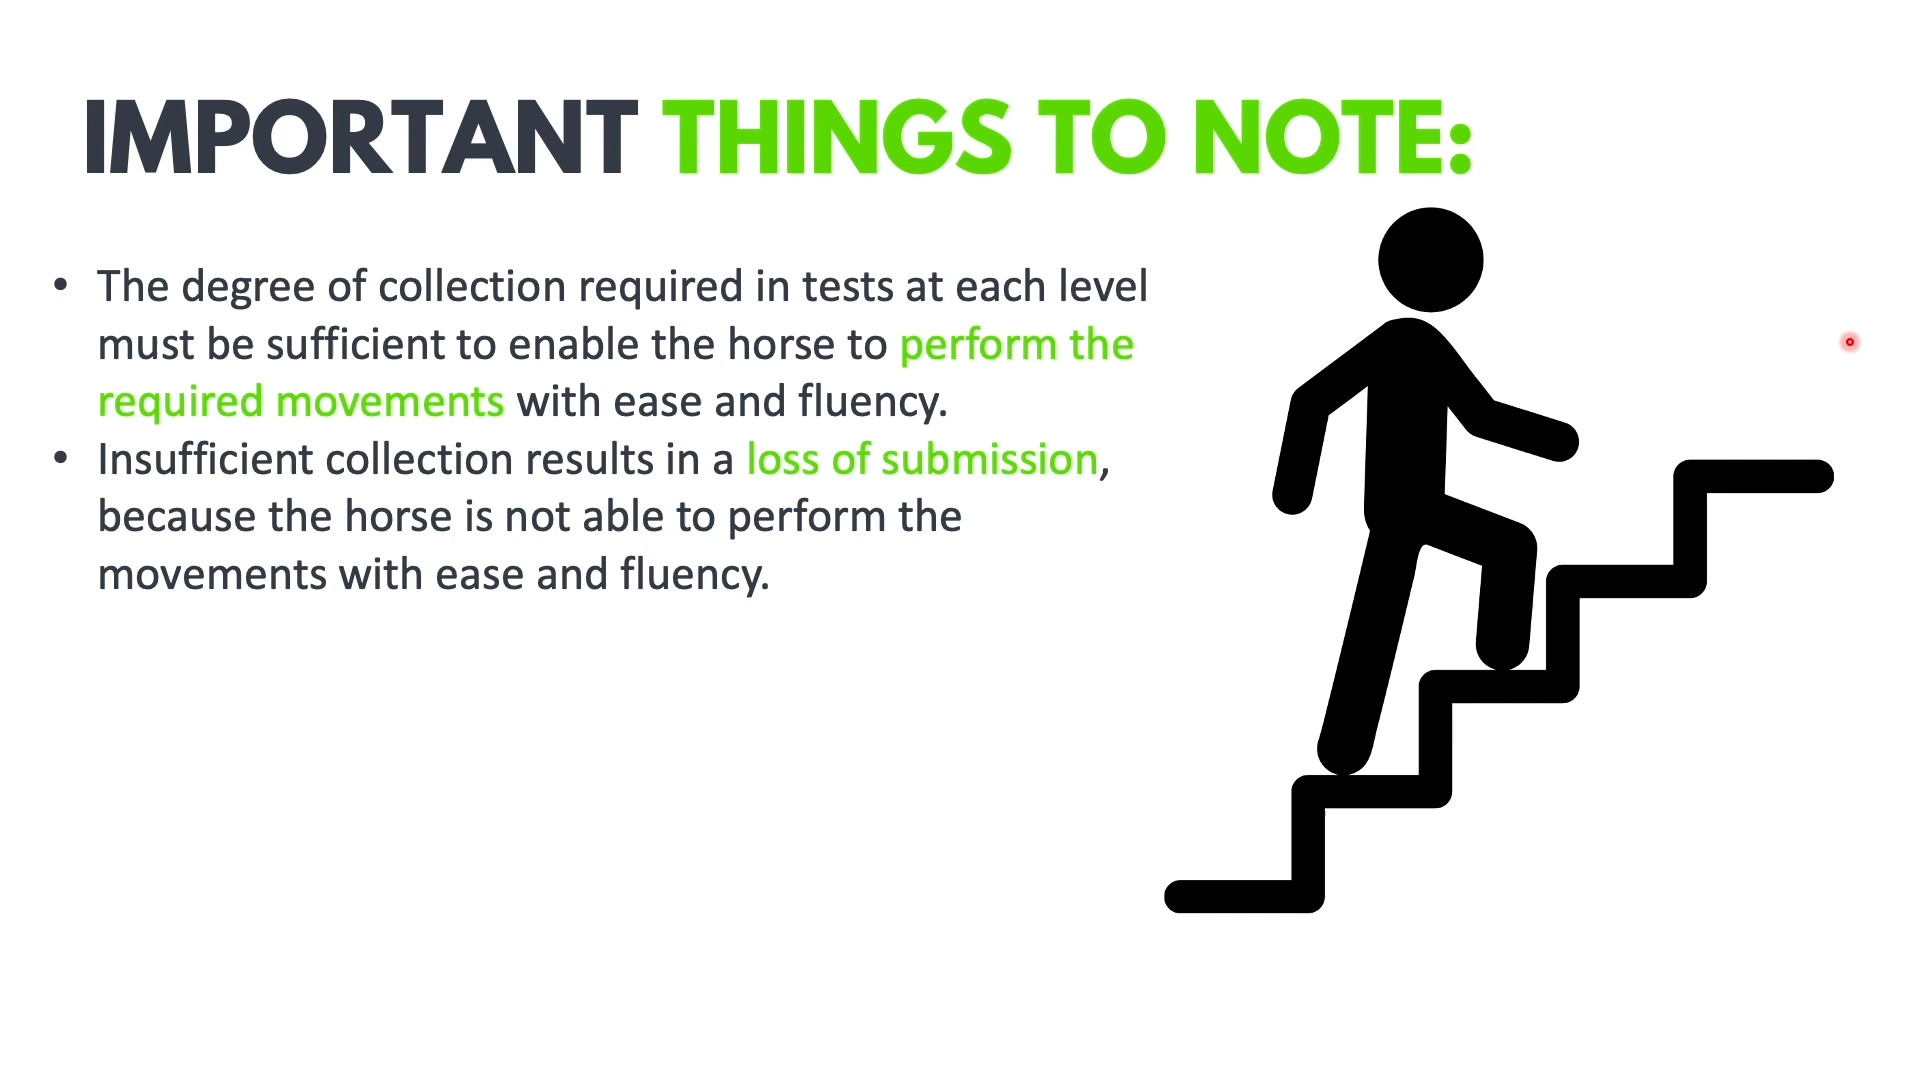 IMPORTANT THINGS TO NOTE:
• The degree of collection required in tests at each level
must be sufficient to enable the horse to perform the
required movements with ease and fluency.
• Insufficient collection results in a loss of submission,
because the horse is not able to perform the
movements with ease and fluency.